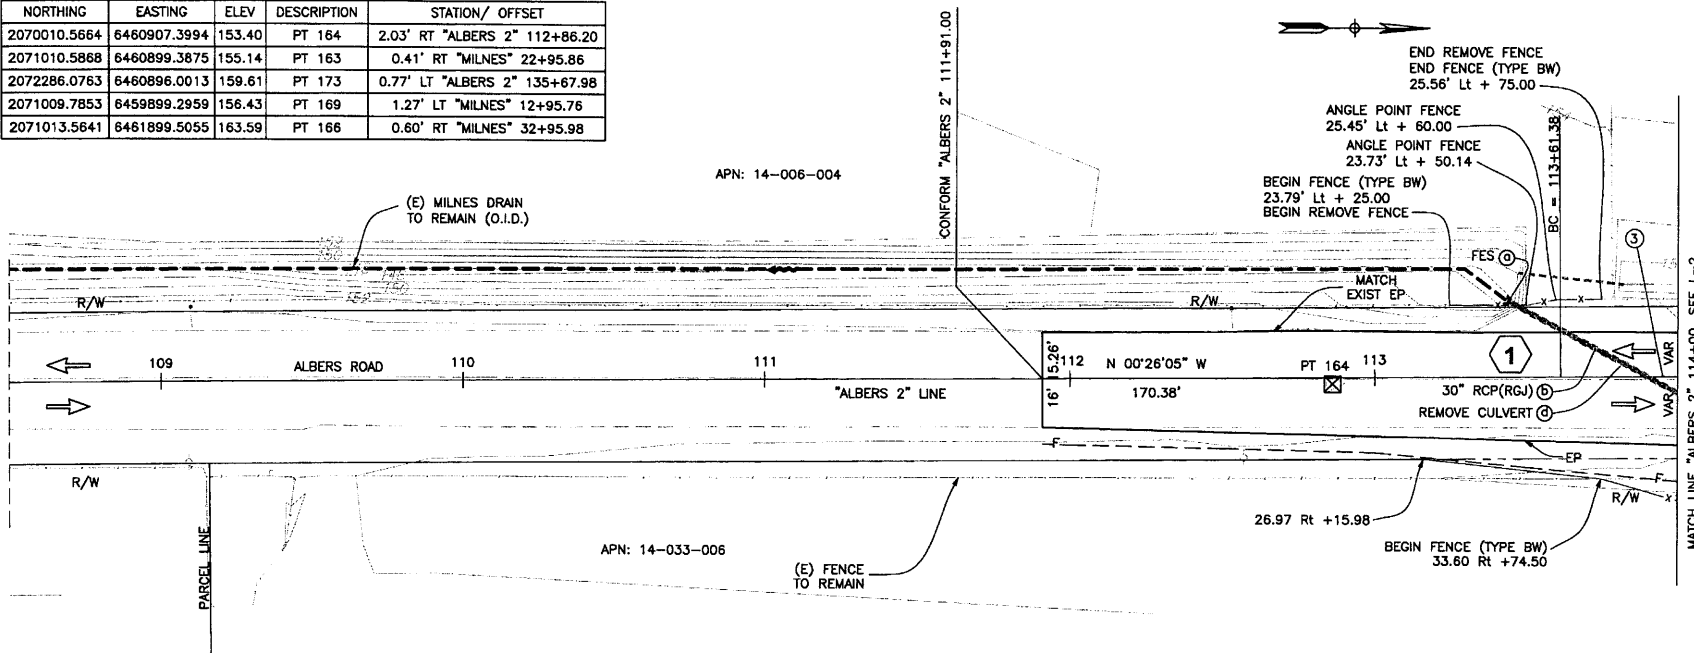 NORTHING EASTING ELEV DESCRIPTION STATION/ OFFSET
2070010.5664 6460907.3994 153.40 PT 164 2.03' RT "ALBERS 2" 112+86.20
2071010.5868 6460899.3875 155.14 PT 163 0.41' RT "MILNES" 22+95.86
2072286.0763 6460896.0013 159.61 PT 173 0.77' LT "ALBERS 2" 135+67.98
2071009.7853 6459899.2959 156.43 PT 169 1.27' LT "MILNES" 12+95.76
2071013.5641 6461899.5055 163.59 PT 166 0.60' RT "MILNES" 32+95.98
CONFORM "ALBERS 2" 111+91.00
END REMOVE FENCE
END FENCE (TYPE BW)
25.56' Lt + 75.00
ANGLE POINT FENCE
25.45' Lt + 60.00
ANGLE POINT FENCE
23.73' Lt + 50.14
BEGIN FENCE (TYPE BW)
23.79' Lt + 25.00
BEGIN REMOVE FENCE
BC = 113+61.38
APN: 14-006-004
(E) MILNES DRAIN
TO REMAIN (O.I.D.)
FES a
3
MATCH
EXIST EP
R/W
R/W
109
ALBERS ROAD
110
111
"ALBERS 2" LINE
16' 15.26'
112
N 00°26'05" W
170.38'
PT 164
113
1
VAR
VAR
30" RCP(RGJ) b
REMOVE CULVERT d
F
EP
F
R/W
R/W
x
x
x
x
26.97 Rt +15.98
BEGIN FENCE (TYPE BW)
33.60 Rt +74.50
APN: 14-033-006
(E) FENCE
TO REMAIN
PARCEL LINE
MATCH LINE "ALBERS 2" 114+00 SEE L-2